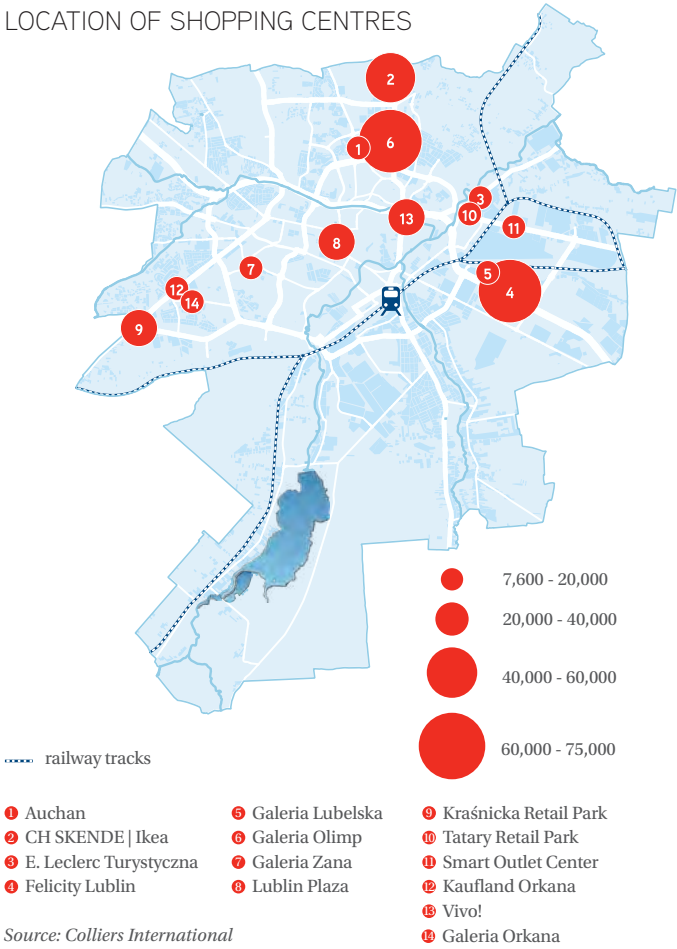 LOCATION OF SHOPPING CENTRES
2
6
1
3
10
13
11
8
7
5
4
12
14
9
7,600 - 20,000
20,000 - 40,000
40,000 - 60,000
60,000 - 75,000
railway tracks
1 Auchan
2 CH SKENDE | Ikea
3 E. Leclerc Turystyczna
4 Felicity Lublin
5 Galeria Lubelska
6 Galeria Olimp
7 Galeria Zana
8 Lublin Plaza
9 Kraśnicka Retail Park
10 Tatary Retail Park
11 Smart Outlet Center
12 Kaufland Orkana
13 Vivo!
14 Galeria Orkana
Source: Colliers International